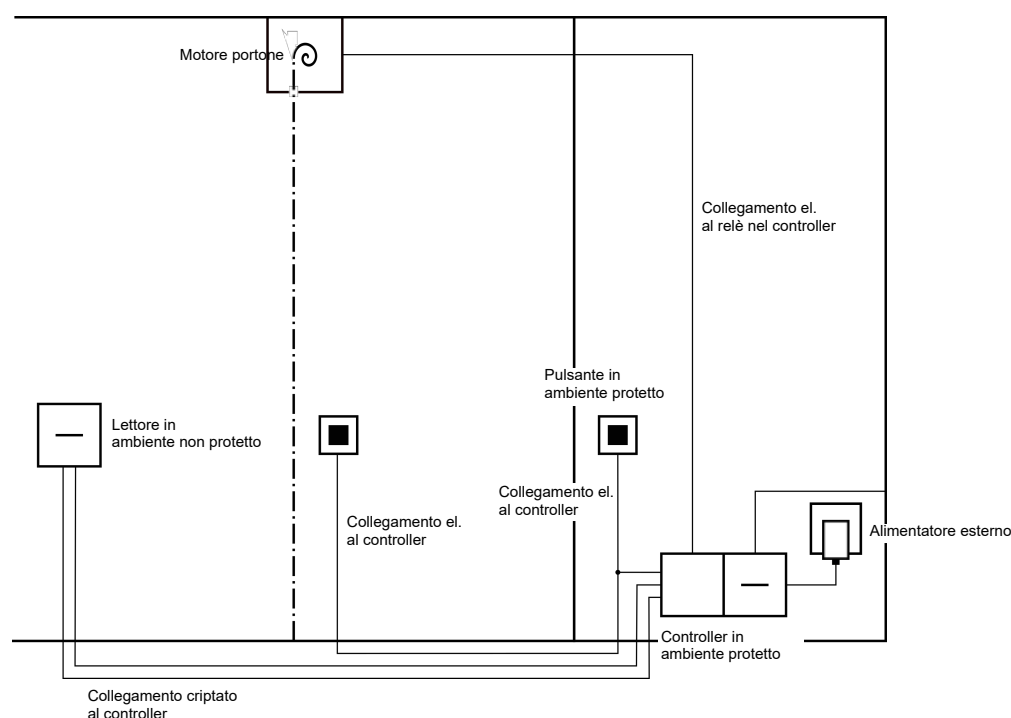 Motore portone
Collegamento el.
al relè nel controller
Pulsante in
ambiente protetto
Lettore in
ambiente non protetto
Collegamento el.
al controller
Collegamento el.
al controller
Alimentatore esterno
Controller in
ambiente protetto
Collegamento criptato
al controller